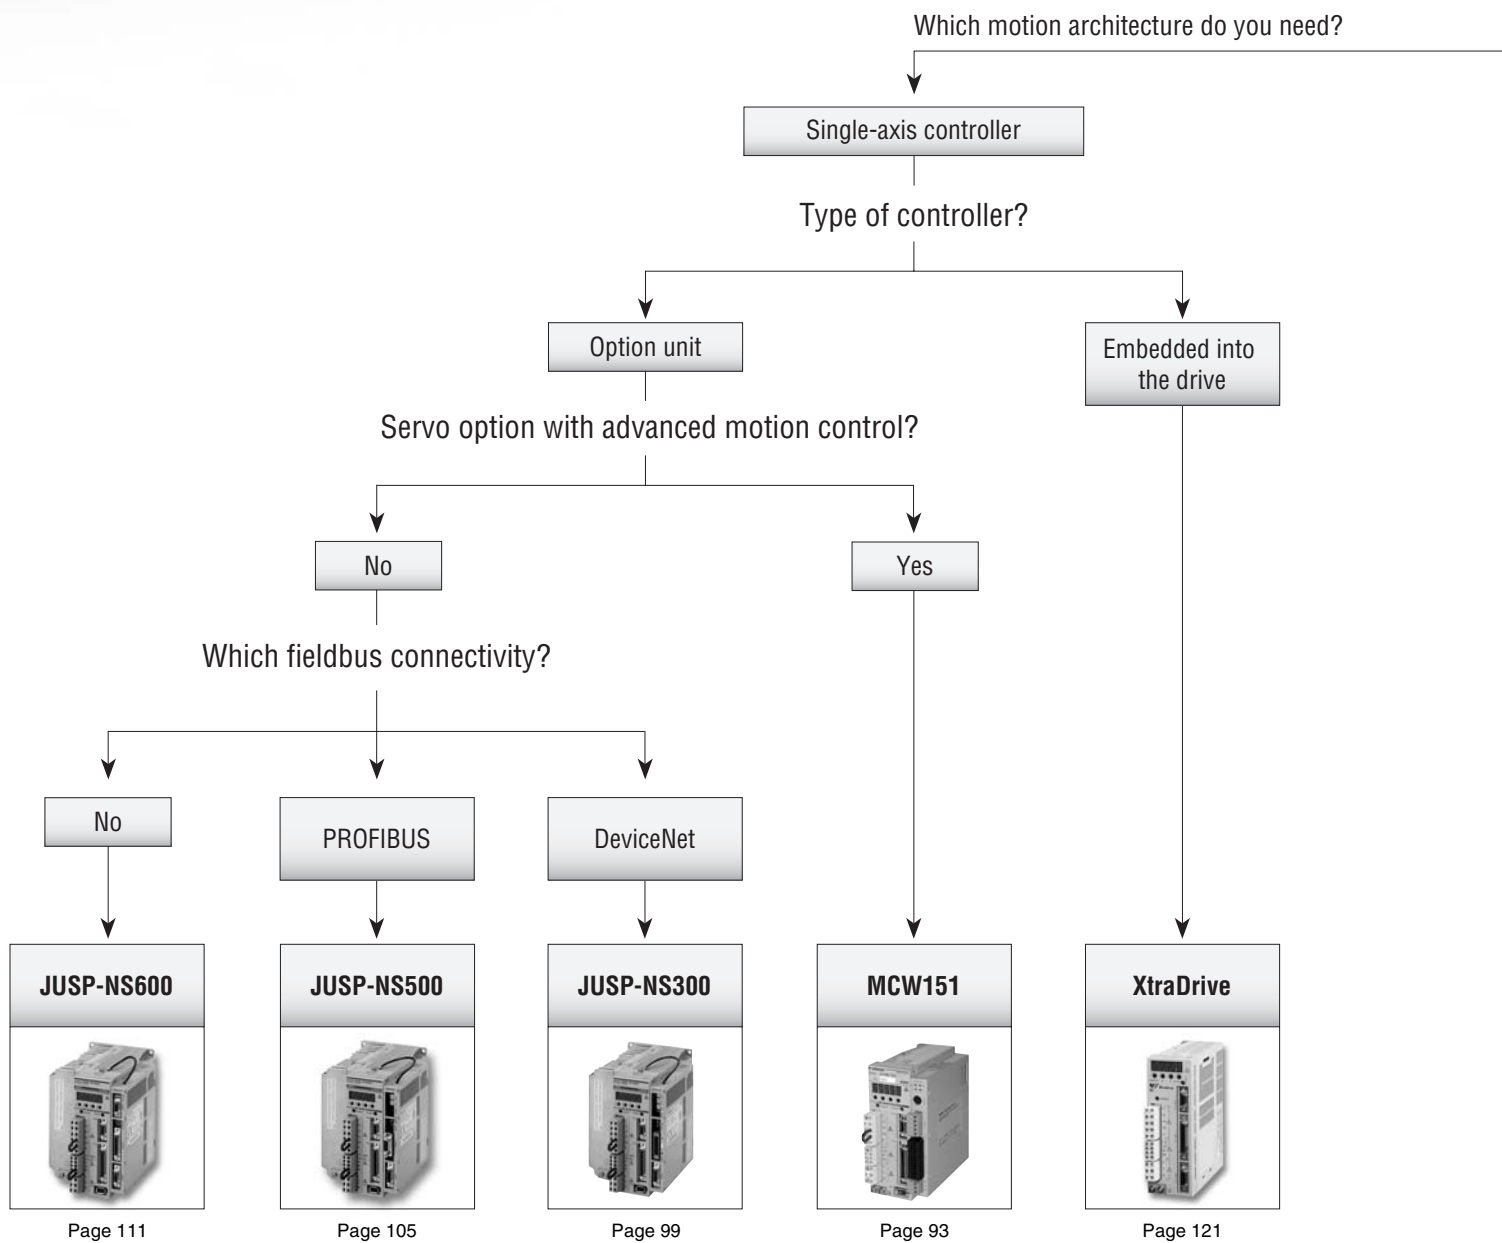 Which motion architecture do you need?
Single-axis controller
Type of controller?
Option unit
Embedded into
the drive
Servo option with advanced motion control?
No
Yes
Which fieldbus connectivity?
No
PROFIBUS
DeviceNet
JUSP-NS600
JUSP-NS500
JUSP-NS300
MCW151
XtraDrive
Page 111
Page 105
Page 99
Page 93
Page 121